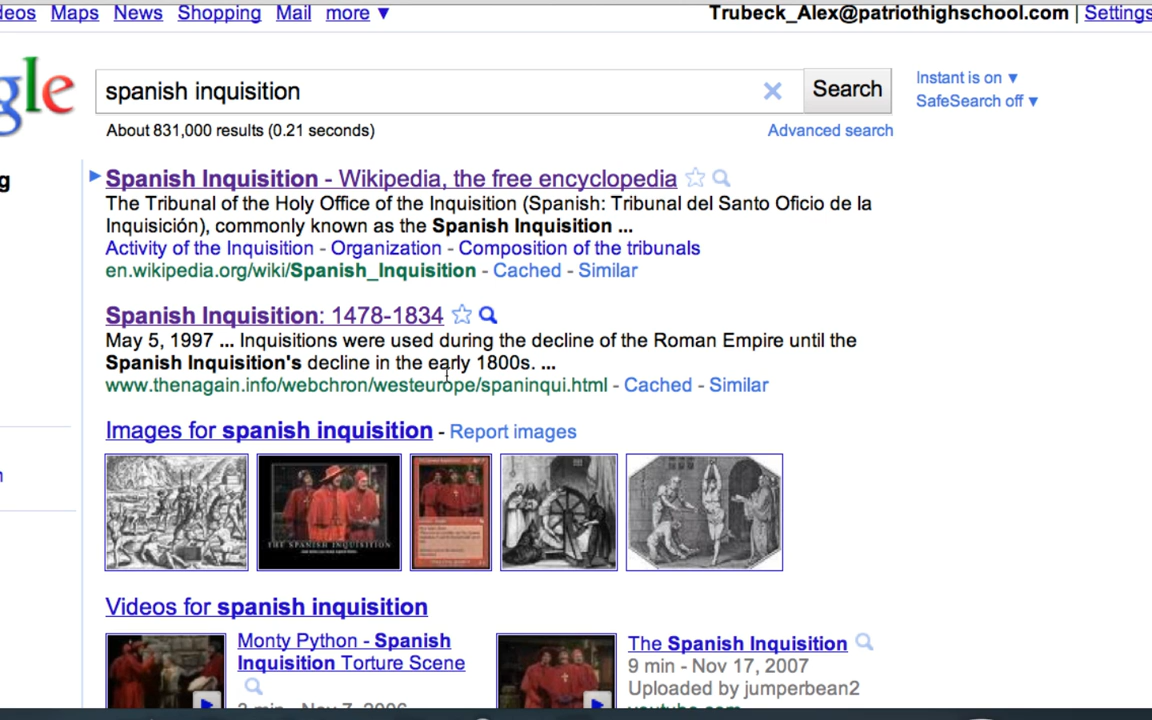 deos Maps News Shopping Mail more ▼
Trubeck_Alex@patriothighschool.com | Settings
gle
spanish inquisition
Search
Instant is on ▼
SafeSearch off ▼
About 831,000 results (0.21 seconds)
Advanced search
g
Spanish Inquisition - Wikipedia, the free encyclopedia
The Tribunal of the Holy Office of the Inquisition (Spanish: Tribunal del Santo Oficio de la
Inquisición), commonly known as the Spanish Inquisition ...
Activity of the Inquisition - Organization - Composition of the tribunals
en.wikipedia.org/wiki/Spanish_Inquisition - Cached - Similar
Spanish Inquisition: 1478-1834
May 5, 1997 ... Inquisitions were used during the decline of the Roman Empire until the
Spanish Inquisition's decline in the early 1800s. ...
www.thenagain.info/webchron/westeurope/spaninqui.html - Cached - Similar
Images for spanish inquisition - Report images
THE SPANISH INQUISITION
Videos for spanish inquisition
Monty Python - Spanish
Inquisition Torture Scene
The Spanish Inquisition
9 min - Nov 17, 2007
Uploaded by jumperbean2